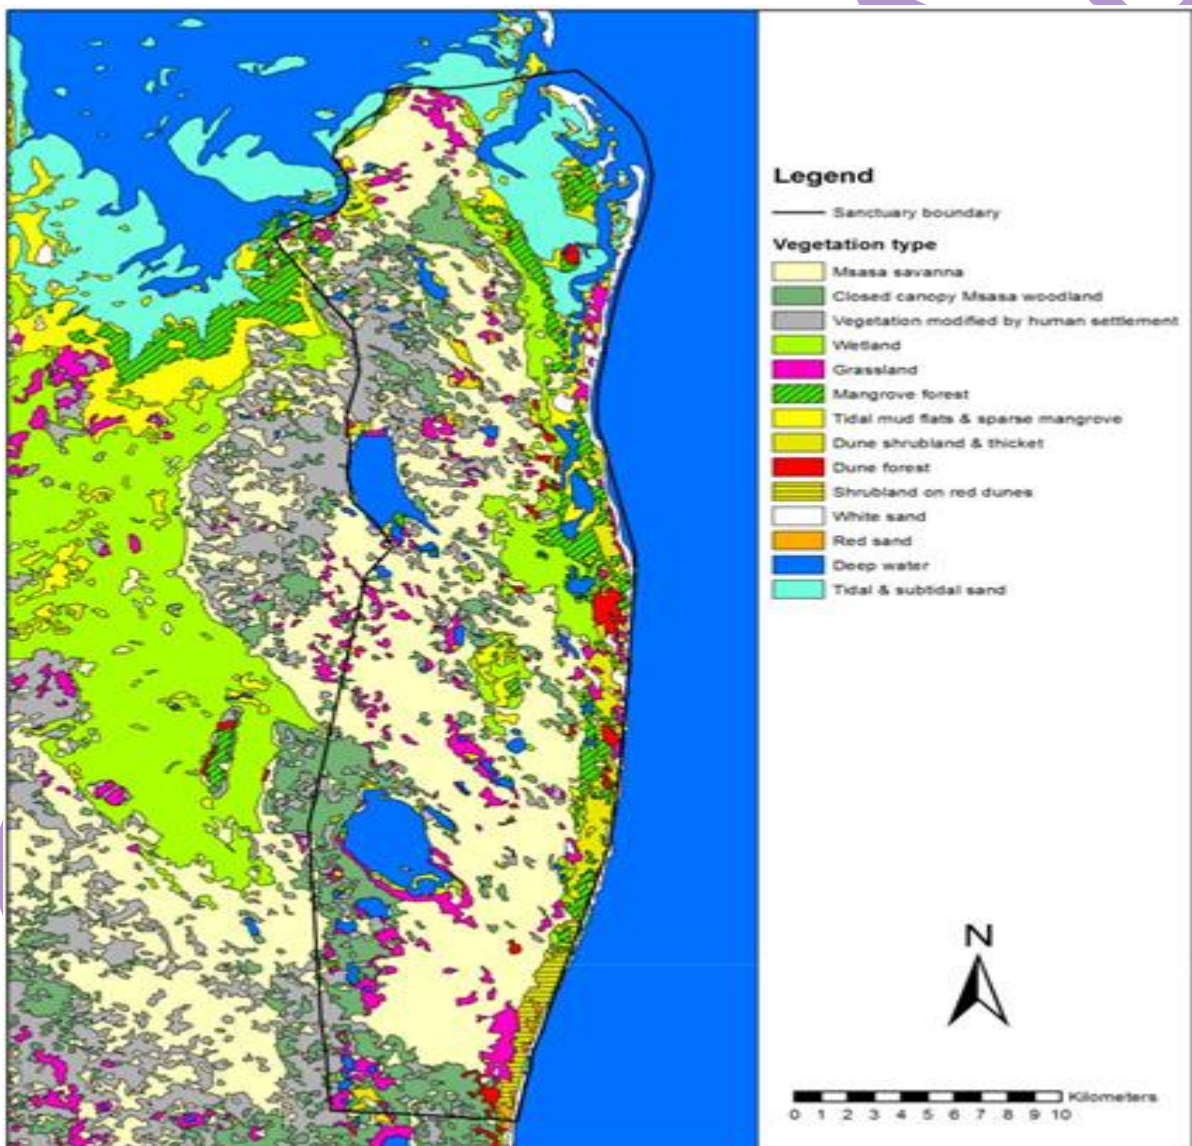 Legend
Sanctuary boundary
Vegetation type
Msasa savanna
Closed canopy Msasa woodland
Vegetation modified by human settlement
Wetland
Grassland
Mangrove forest
Tidal mud flats & sparse mangrove
Dune shrubland & thicket
Dune forest
Shrubland on red dunes
White sand
Red sand
Deep water
Tidal & subtidal sand
N
Kilometers
0 1 2 3 4 5 6 7 8 9 10